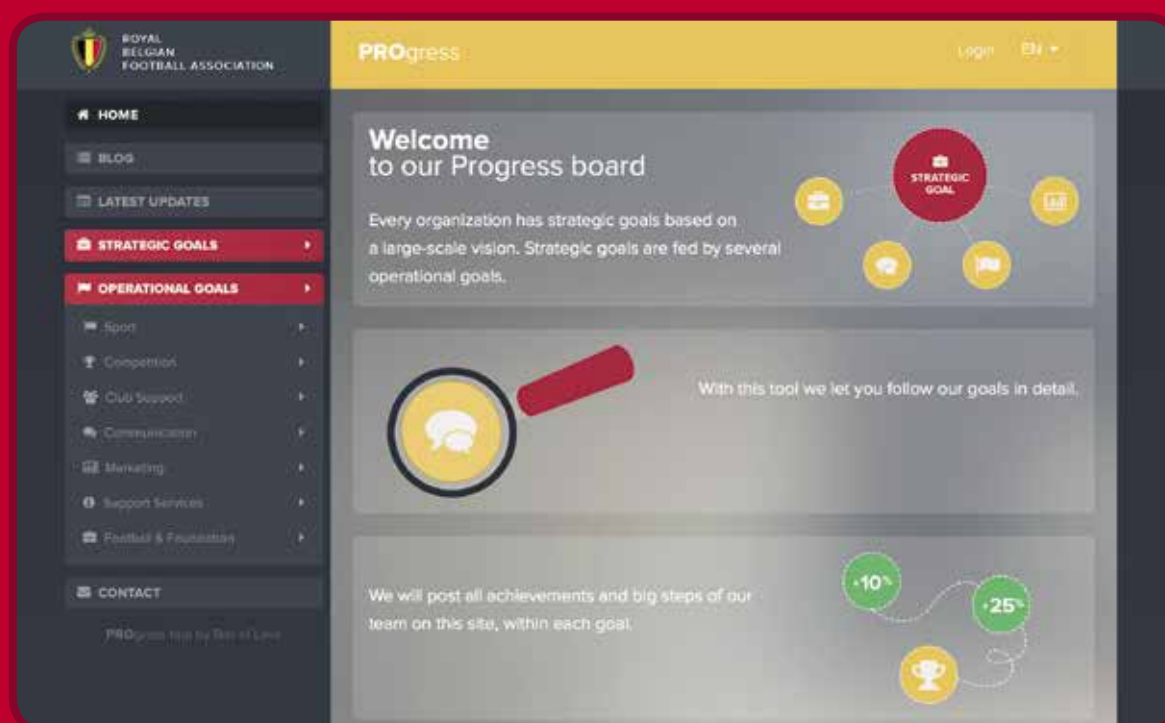 ROYAL
BELGIAN
FOOTBALL ASSOCIATION
PROgress
Login
EN
HOME
BLOG
LATEST UPDATES
STRATEGIC GOALS
OPERATIONAL GOALS
Sport
Competition
Club Support
Communication
Marketing
Support Services
Football & Foundation
CONTACT
PROgress tool by
Welcome
to our Progress board
Every organization has strategic goals based on
a large-scale vision. Strategic goals are fed by several
operational goals.
STRATEGIC
GOAL
With this tool we let you follow our goals in detail.
We will post all achievements and big steps of our
team on this site, within each goal.
+10%
+25%